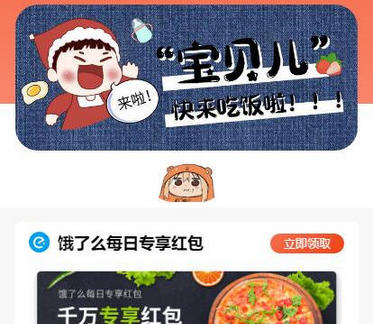 “宝贝儿”
来啦！
快来吃饭啦！！！
饿了么每日专享红包
立即领取
饿了么每日专享红包
千万专享红包